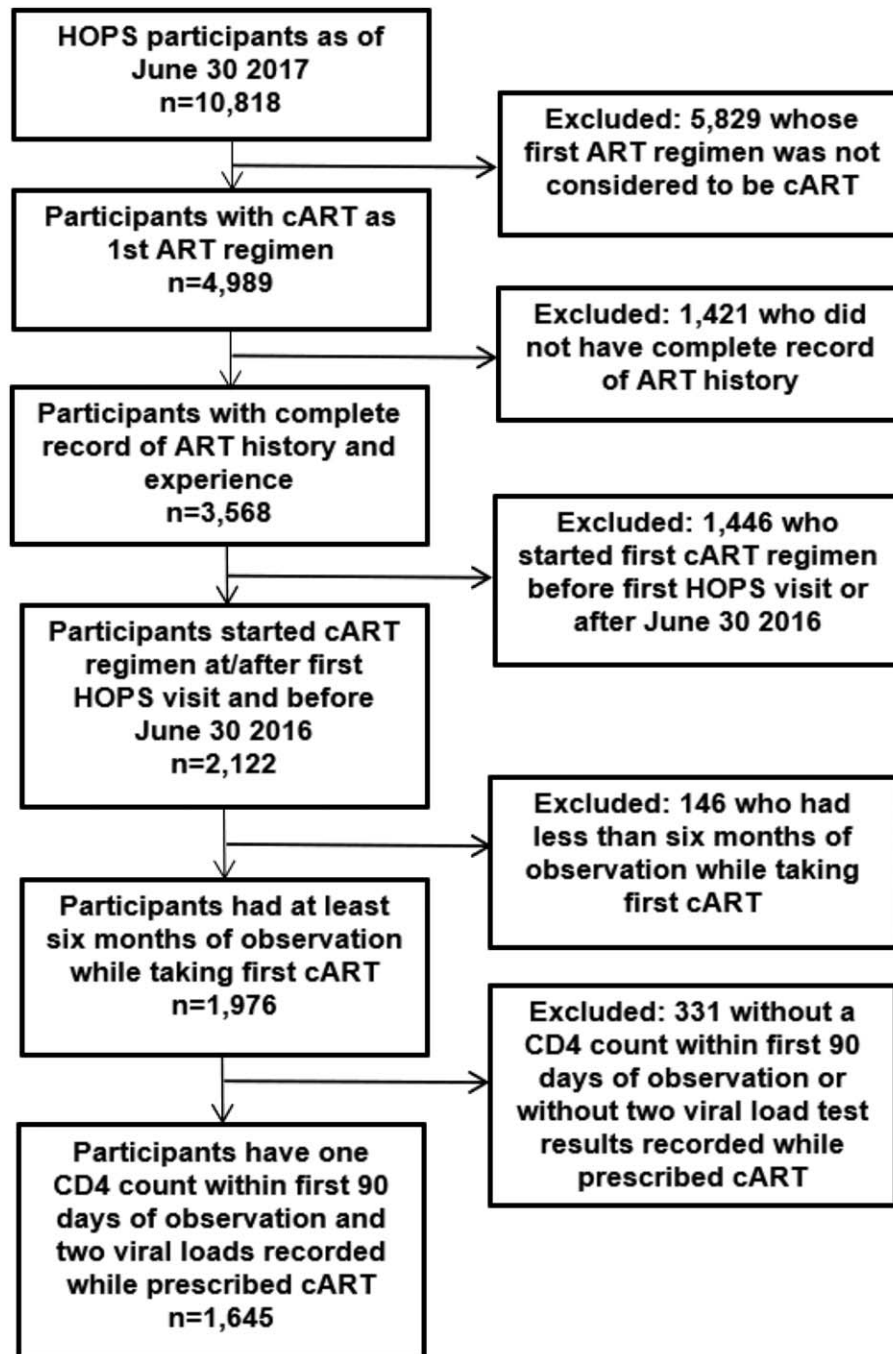 HOPS participants as of
June 30 2017
n=10,818
Excluded: 5,829 whose
first ART regimen was not
considered to be cART
Participants with cART as
1st ART regimen
n=4,989
Excluded: 1,421 who did
not have complete record
of ART history
Participants with complete
record of ART history and
experience
n=3,568
Excluded: 1,446 who
started first cART regimen
before first HOPS visit or
after June 30 2016
Participants started cART
regimen at/after first
HOPS visit and before
June 30 2016
n=2,122
Excluded: 146 who had
less than six months of
observation while taking
first cART
Participants had at least
six months of observation
while taking first cART
n=1,976
Excluded: 331 without a
CD4 count within first 90
days of observation or
without two viral load test
results recorded while
prescribed cART
Participants have one
CD4 count within first 90
days of observation and
two viral loads recorded
while prescribed cART
n=1,645